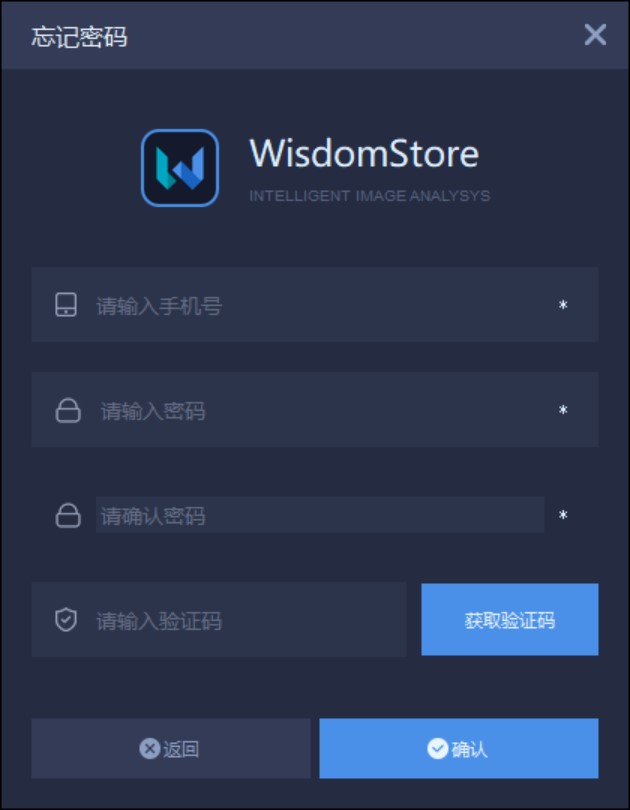 忘记密码
WisdomStore
INTELLIGENT IMAGE ANALYSYS
请输入手机号 *
请输入密码 *
请确认密码 *
请输入验证码 获取验证码
返回 确认